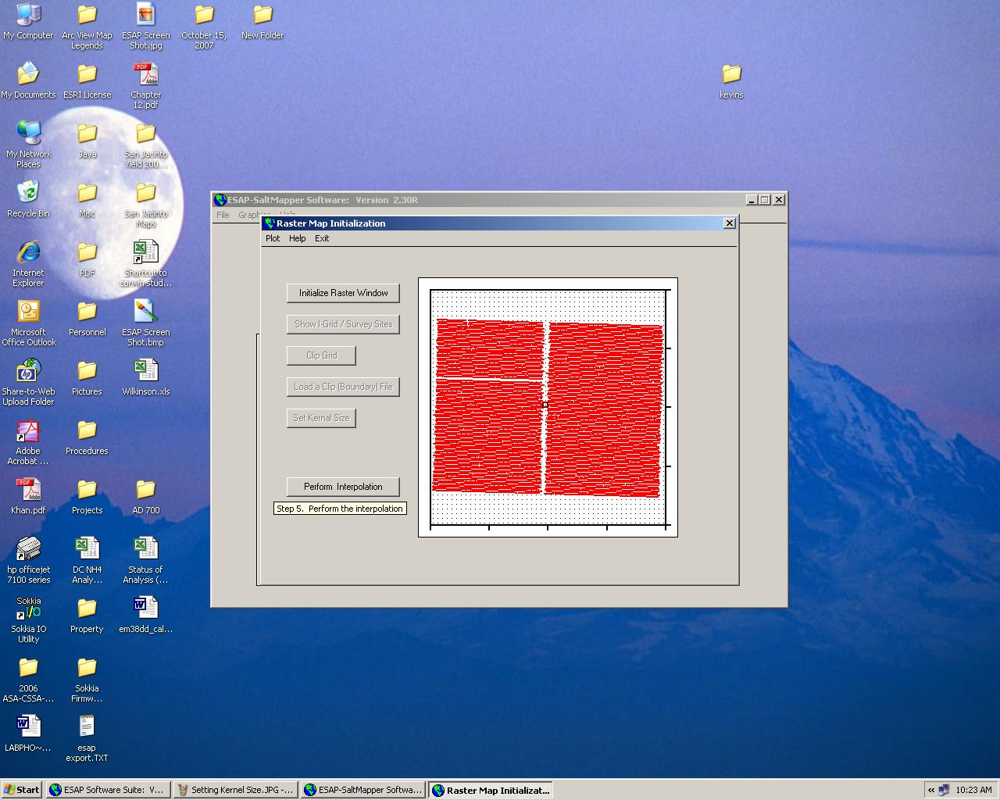 My Computer
Arc View Map
Legends
ESAP Screen
Shot.jpg
October 15,
2007
New Folder
My Documents
ESRI License
PDF
Adobe
Chapter
12.pdf
kevins
My Network
Places
Java
San Jacinto
Yield 200...
Recycle Bin
Misc
San Jacinto
Maps
Internet
Explorer
PDF
Shortcut to
corwin stud...
Microsoft
Office Outlook
Personnel
ESAP Screen
Shot.bmp
Share-to-Web
Upload Folder
Pictures
Wilkinson.xls
Adobe
Acrobat ...
Procedures
PDF
Adobe
Khan.pdf
Projects
AD 700
hp officejet
7100 series
DC NH4
Analy...
Status of
Analysis (...
Sokkia
I/O
Sokkia IO
Utility
Property
em38dd_cal...
2006
ASA-CSSA-...
Sokkia
Firmw...
LABPHO~...
esap
export.TXT
ESAP-SaltMapper Software: Version 2.30R
File
Raster Map Initialization
Plot Help Exit
Initialize Raster Window
Show I-Grid / Survey Sites
Clip Grid
Load a Clip (Boundary) File
Set Kernal Size
Perform Interpolation
Step 5. Perform the interpolation
Start
ESAP Software Suite: V...
Setting Kernel Size.JPG -...
ESAP-SaltMapper Softwa...
Raster Map Initializat...
10:23 AM